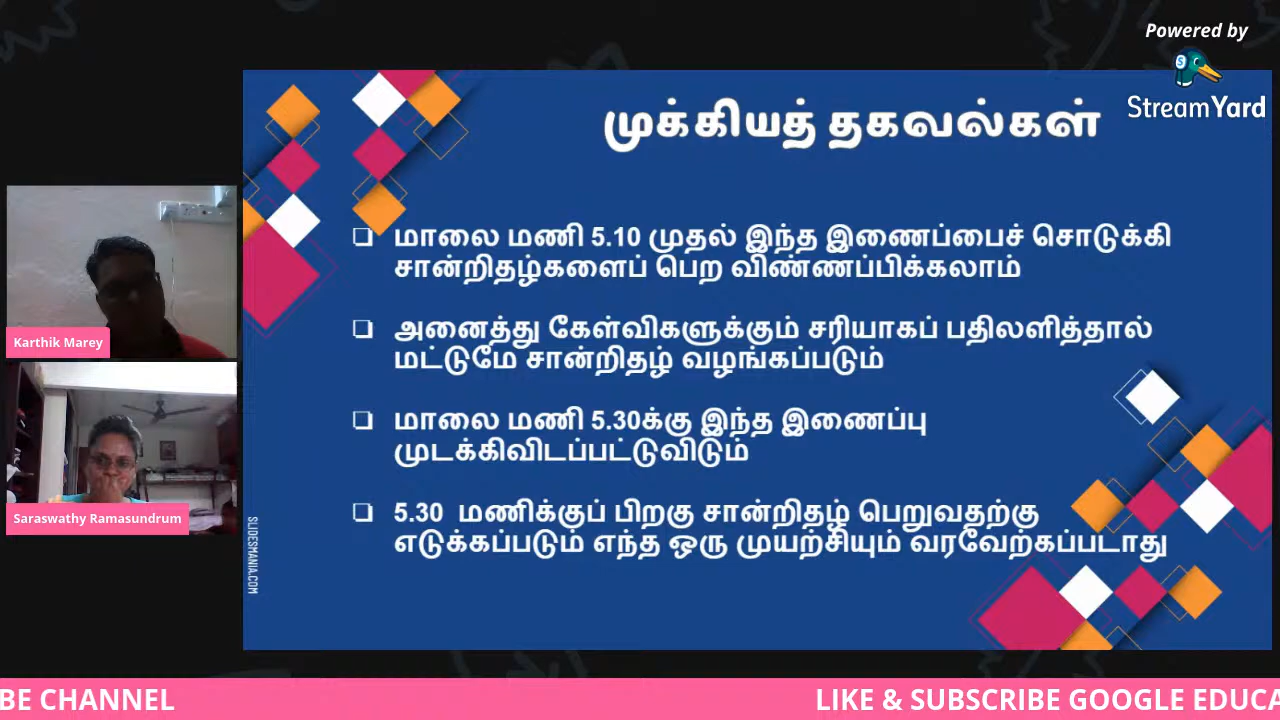 Powered by
StreamYard
முக்கியத் தகவல்கள்
❑ மாலை மணி 5.10 முதல் இந்த இணைப்பைச் சொடுக்கி
சான்றிதழ்களைப் பெற விண்ணப்பிக்கலாம்
❑ அனைத்து கேள்விகளுக்கும் சரியாகப் பதிலளித்தால்
மட்டுமே சான்றிதழ் வழங்கப்படும்
❑ மாலை மணி 5.30க்கு இந்த இணைப்பு
முடக்கிவிடப்பட்டுவிடும்
❑ 5.30 மணிக்குப் பிறகு சான்றிதழ் பெறுவதற்கு
எடுக்கப்படும் எந்த ஒரு முயற்சியும் வரவேற்கப்படாது
SLIDESMANIA.COM
Karthik Marey
Saraswathy Ramasundrum
BE CHANNEL
LIKE & SUBSCRIBE GOOGLE EDUCA